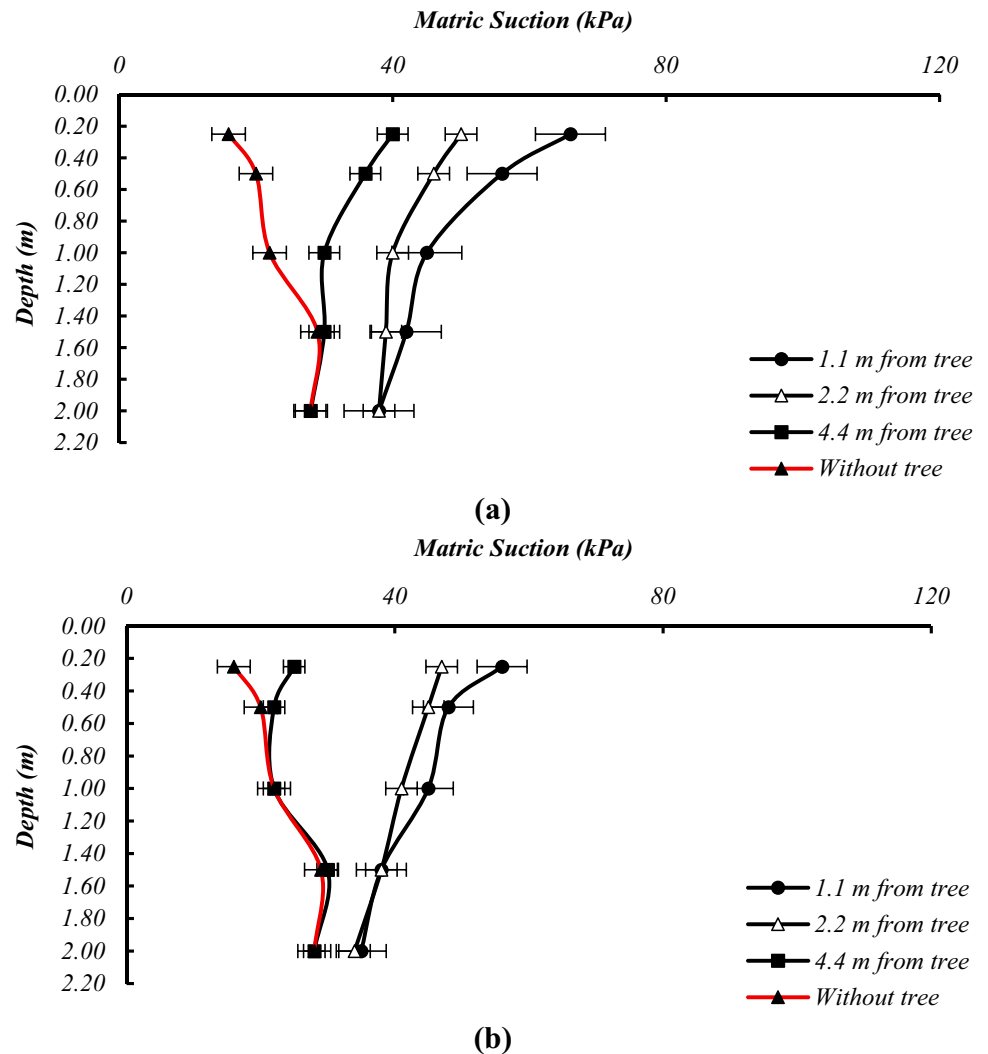 Matric Suction (kPa)
0 40 80 120
0.00
0.20
0.40
0.60
0.80
1.00
1.20
1.40
1.60
1.80
2.00
2.20
Depth (m)
1.1 m from tree
2.2 m from tree
4.4 m from tree
Without tree
(a)
Matric Suction (kPa)
0 40 80 120
0.00
0.20
0.40
0.60
0.80
1.00
1.20
1.40
1.60
1.80
2.00
2.20
Depth (m)
1.1 m from tree
2.2 m from tree
4.4 m from tree
Without tree
(b)